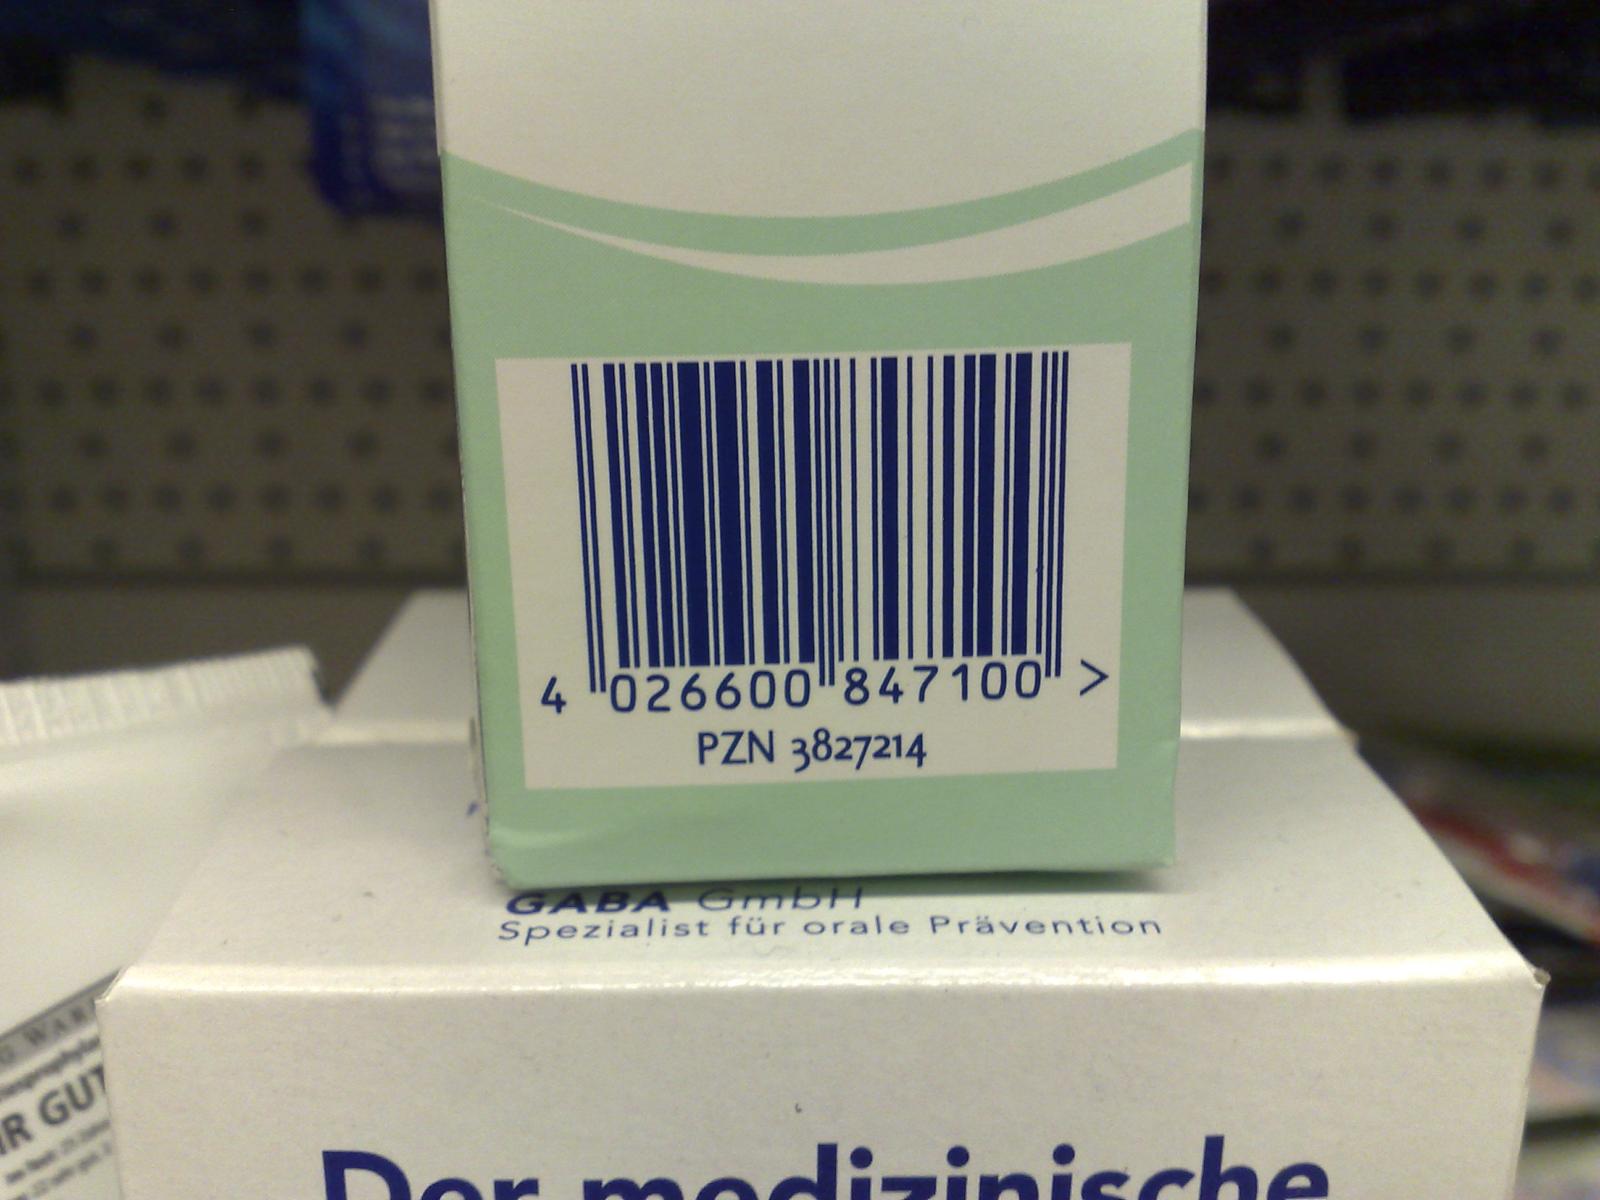 4 026600 847100 >
PZN 3827214
GABA GmbH
Spezialist für orale Prävention
Der medizinische